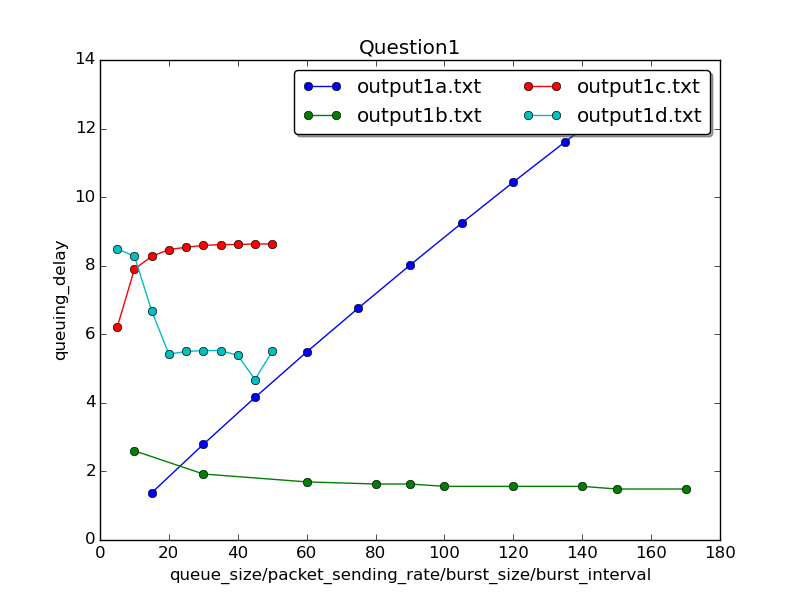 Question1
output1a.txt
output1b.txt
output1c.txt
output1d.txt
queuing_delay
14
12
10
8
6
4
2
0
0 20 40 60 80 100 120 140 160 180
queue_size/packet_sending_rate/burst_size/burst_interval